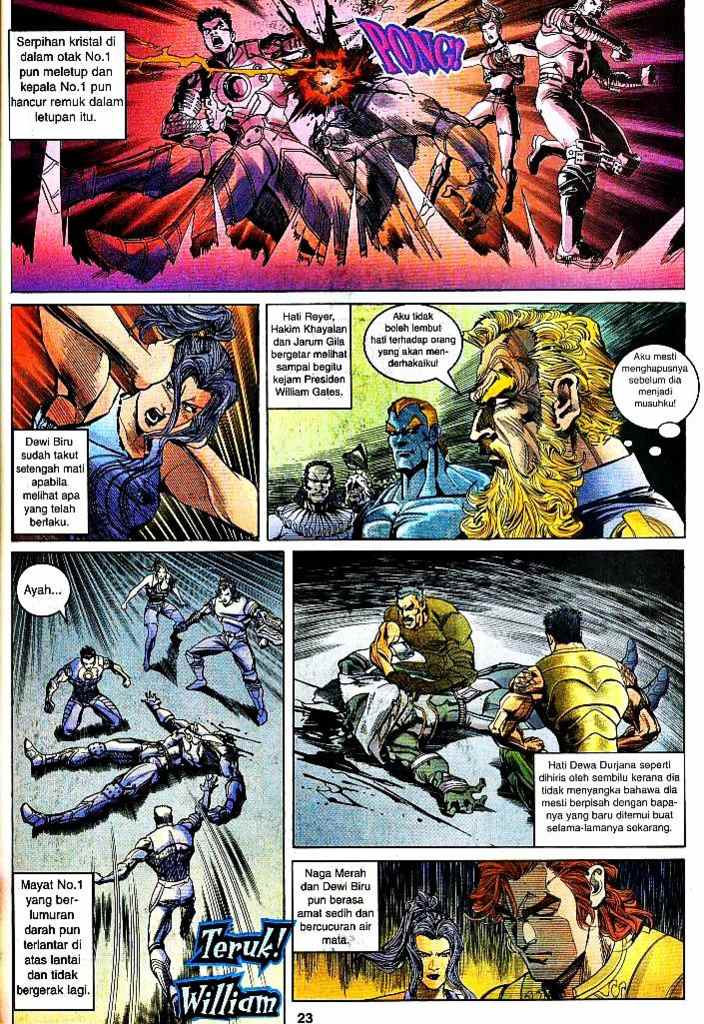 Serpihan kristal di
dalam otak No.1
pun meletup dan
kepala No.1 pun
hancur remuk dalam
letupan itu.
PONG!
Dewi Biru
sudah takut
setengah mati
apabila
melihat apa
yang telah
berlaku.
Hati Reyer,
Hakim Khayalan
dan Jarum Gila
bergetar melihat
sampai begitu
kejam Presiden
William Gates.
Aku tidak
boleh lembut
hati terhadap orang
yang akan men-
derhakaiku!
Aku mesti
menghapusnya
sebelum dia
menjadi
musuhku!
Ayah...
Mayat No.1
yang ber-
lumuran
darah pun
terlantar di
atas lantai
dan tidak
bergerak lagi.
Hati Dewa Durjana seperti
dihiris oleh sembilu kerana dia
tidak menyangka bahawa dia
mesti berpisah dengan bapa-
nya yang baru ditemui buat
selama-lamanya sekarang.
Naga Merah
dan Dewi Biru
pun berasa
amat sedih dan
bercucuran air
mata.
Teruk!
William
23